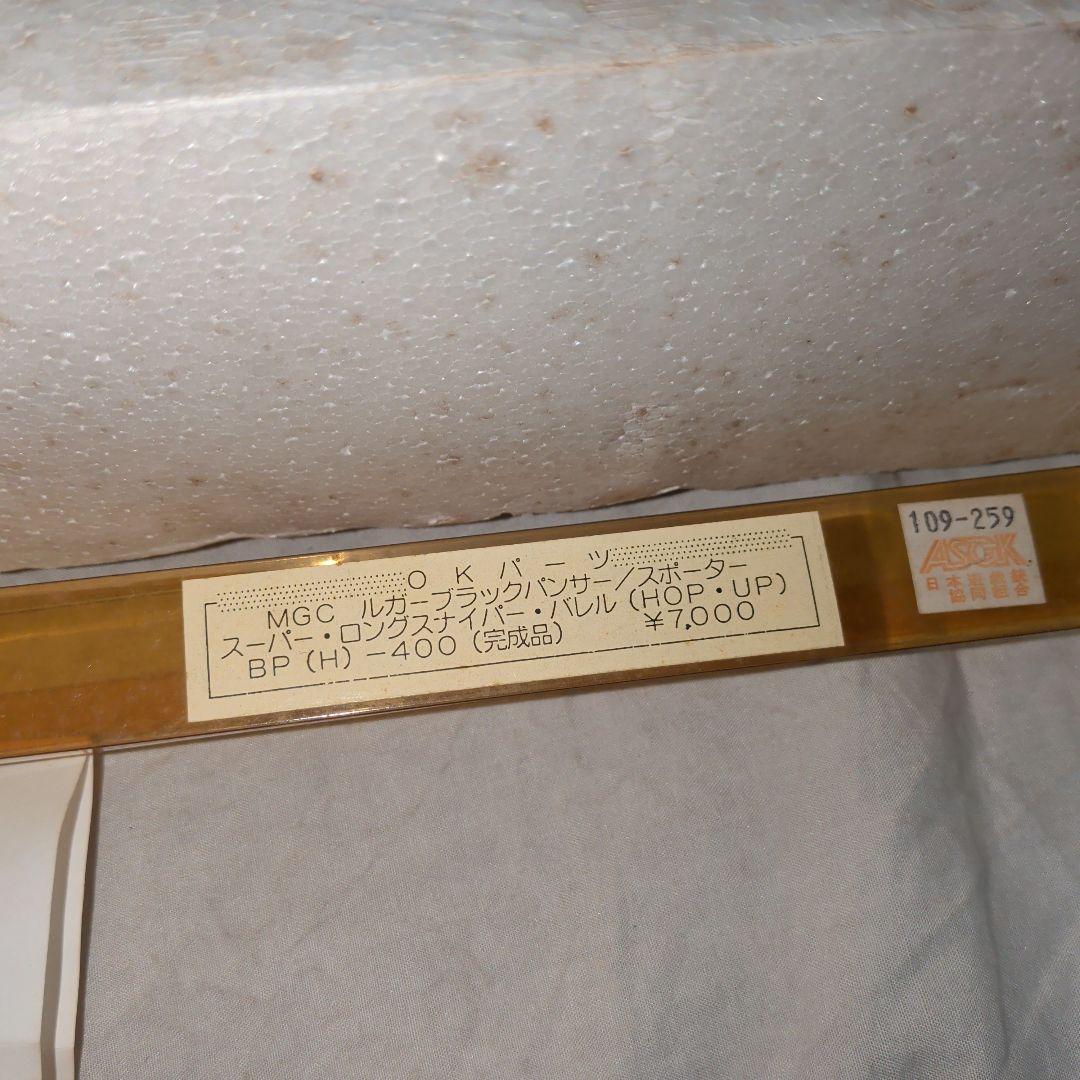 OKパーツ
MGC ルガーブラックパンサー/スポーター
スーパー・ロングスナイパー・バレル(HOP・UP)
BP(H)-400(完成品) ¥7,000
109-259
ASGK
日本遊戯銃
協同組合